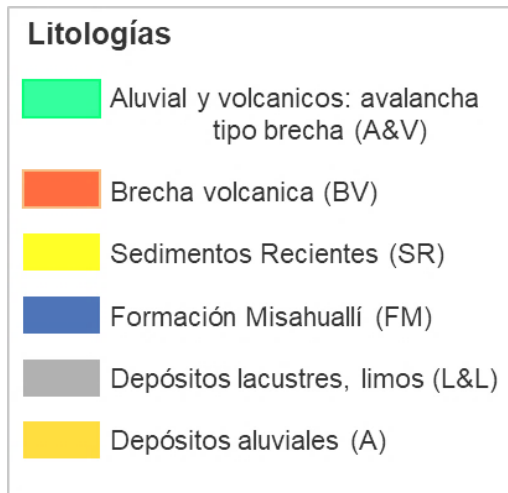 Litologías
Aluvial y volcanicos: avalancha
tipo brecha (A&V)
Brecha volcanica (BV)
Sedimentos Recientes (SR)
Formación Misahuallí (FM)
Depósitos lacustres, limos (L&L)
Depósitos aluviales (A)